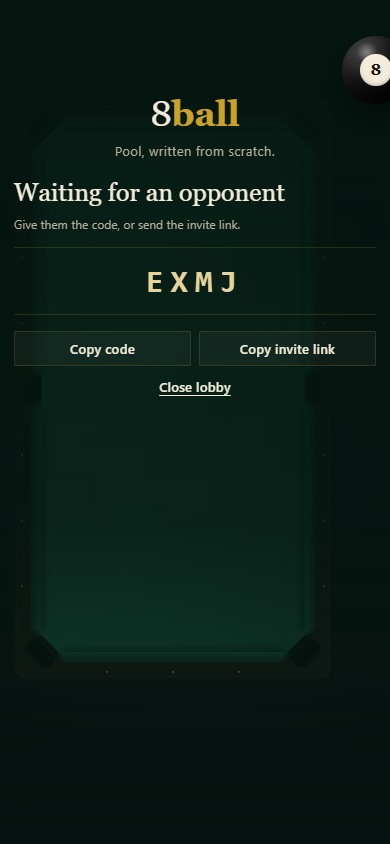 8
8ball
Pool, written from scratch.
Waiting for an opponent
Give them the code, or send the invite link.
EXMJ
Copy code
Copy invite link
Close lobby